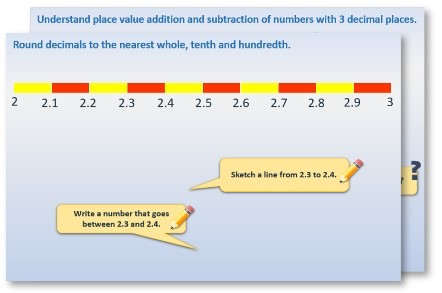 Understand place value addition and subtraction of numbers with 3 decimal places.
Round decimals to the nearest whole, tenth and hundredth.
2 2.1 2.2 2.3 2.4 2.5 2.6 2.7 2.8 2.9 3
Sketch a line from 2.3 to 2.4.
?
?
Write a number that goes
between 2.3 and 2.4.